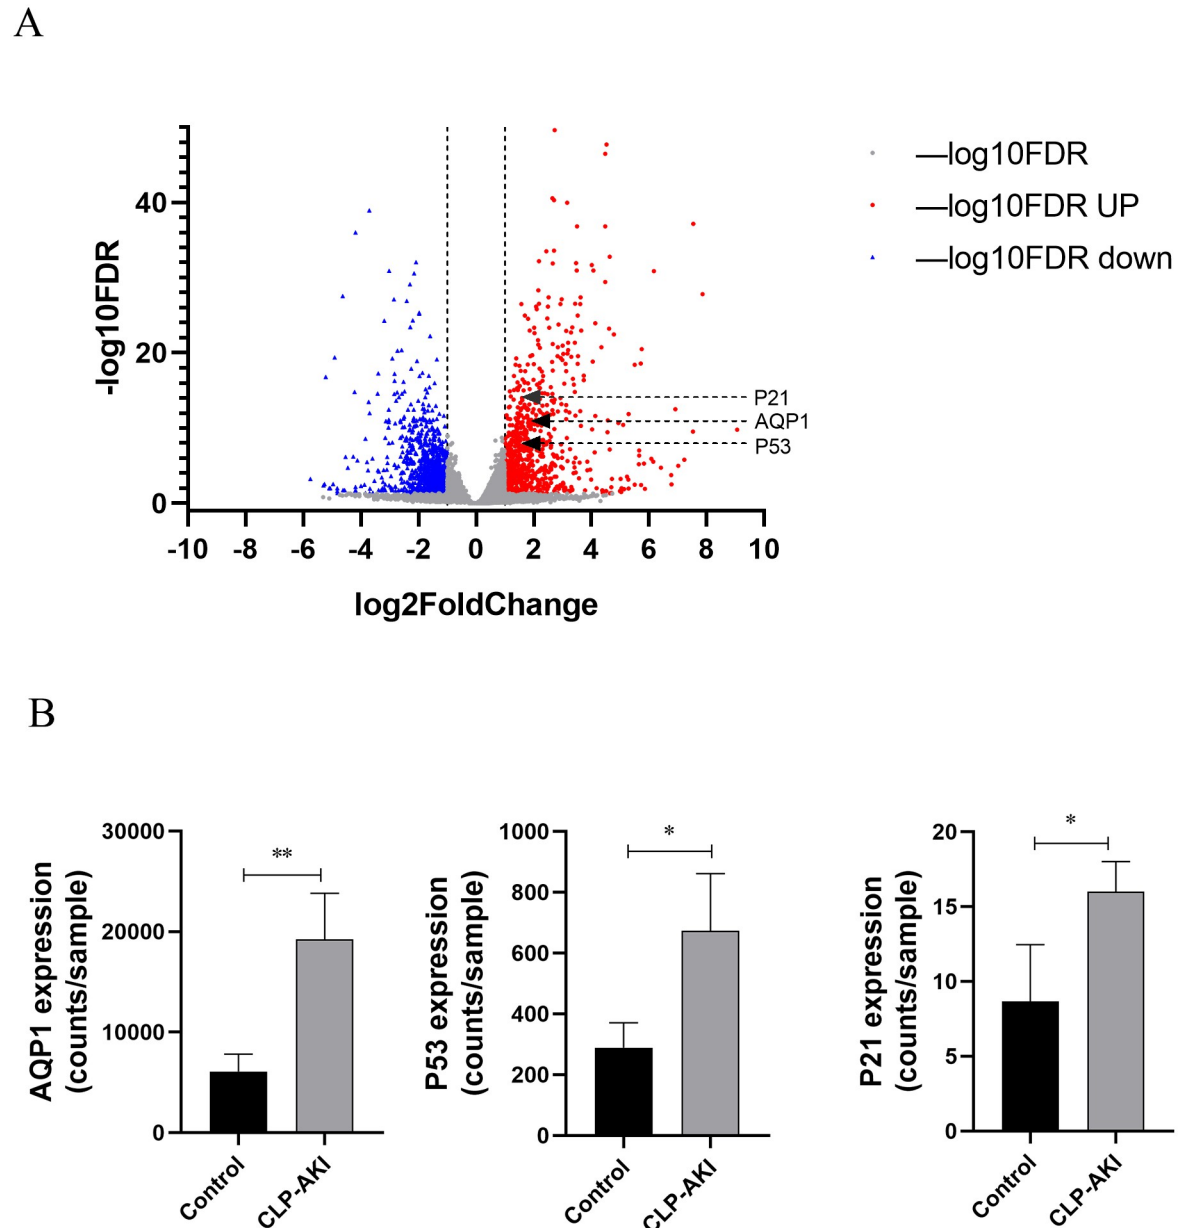 A
-log10FDR
40
20
0
-10 -8 -6 -4 -2 0 2 4 6 8 10
log2FoldChange
—log10FDR
—log10FDR UP
—log10FDR down
P21
AQP1
P53
B
AQP1 expression
(counts/sample)
30000
20000
10000
0
**
Control
CLP-AKI
P53 expression
(counts/sample)
1000
800
600
400
200
0
*
Control
CLP-AKI
P21 expression
(counts/sample)
20
15
10
5
0
*
Control
CLP-AKI